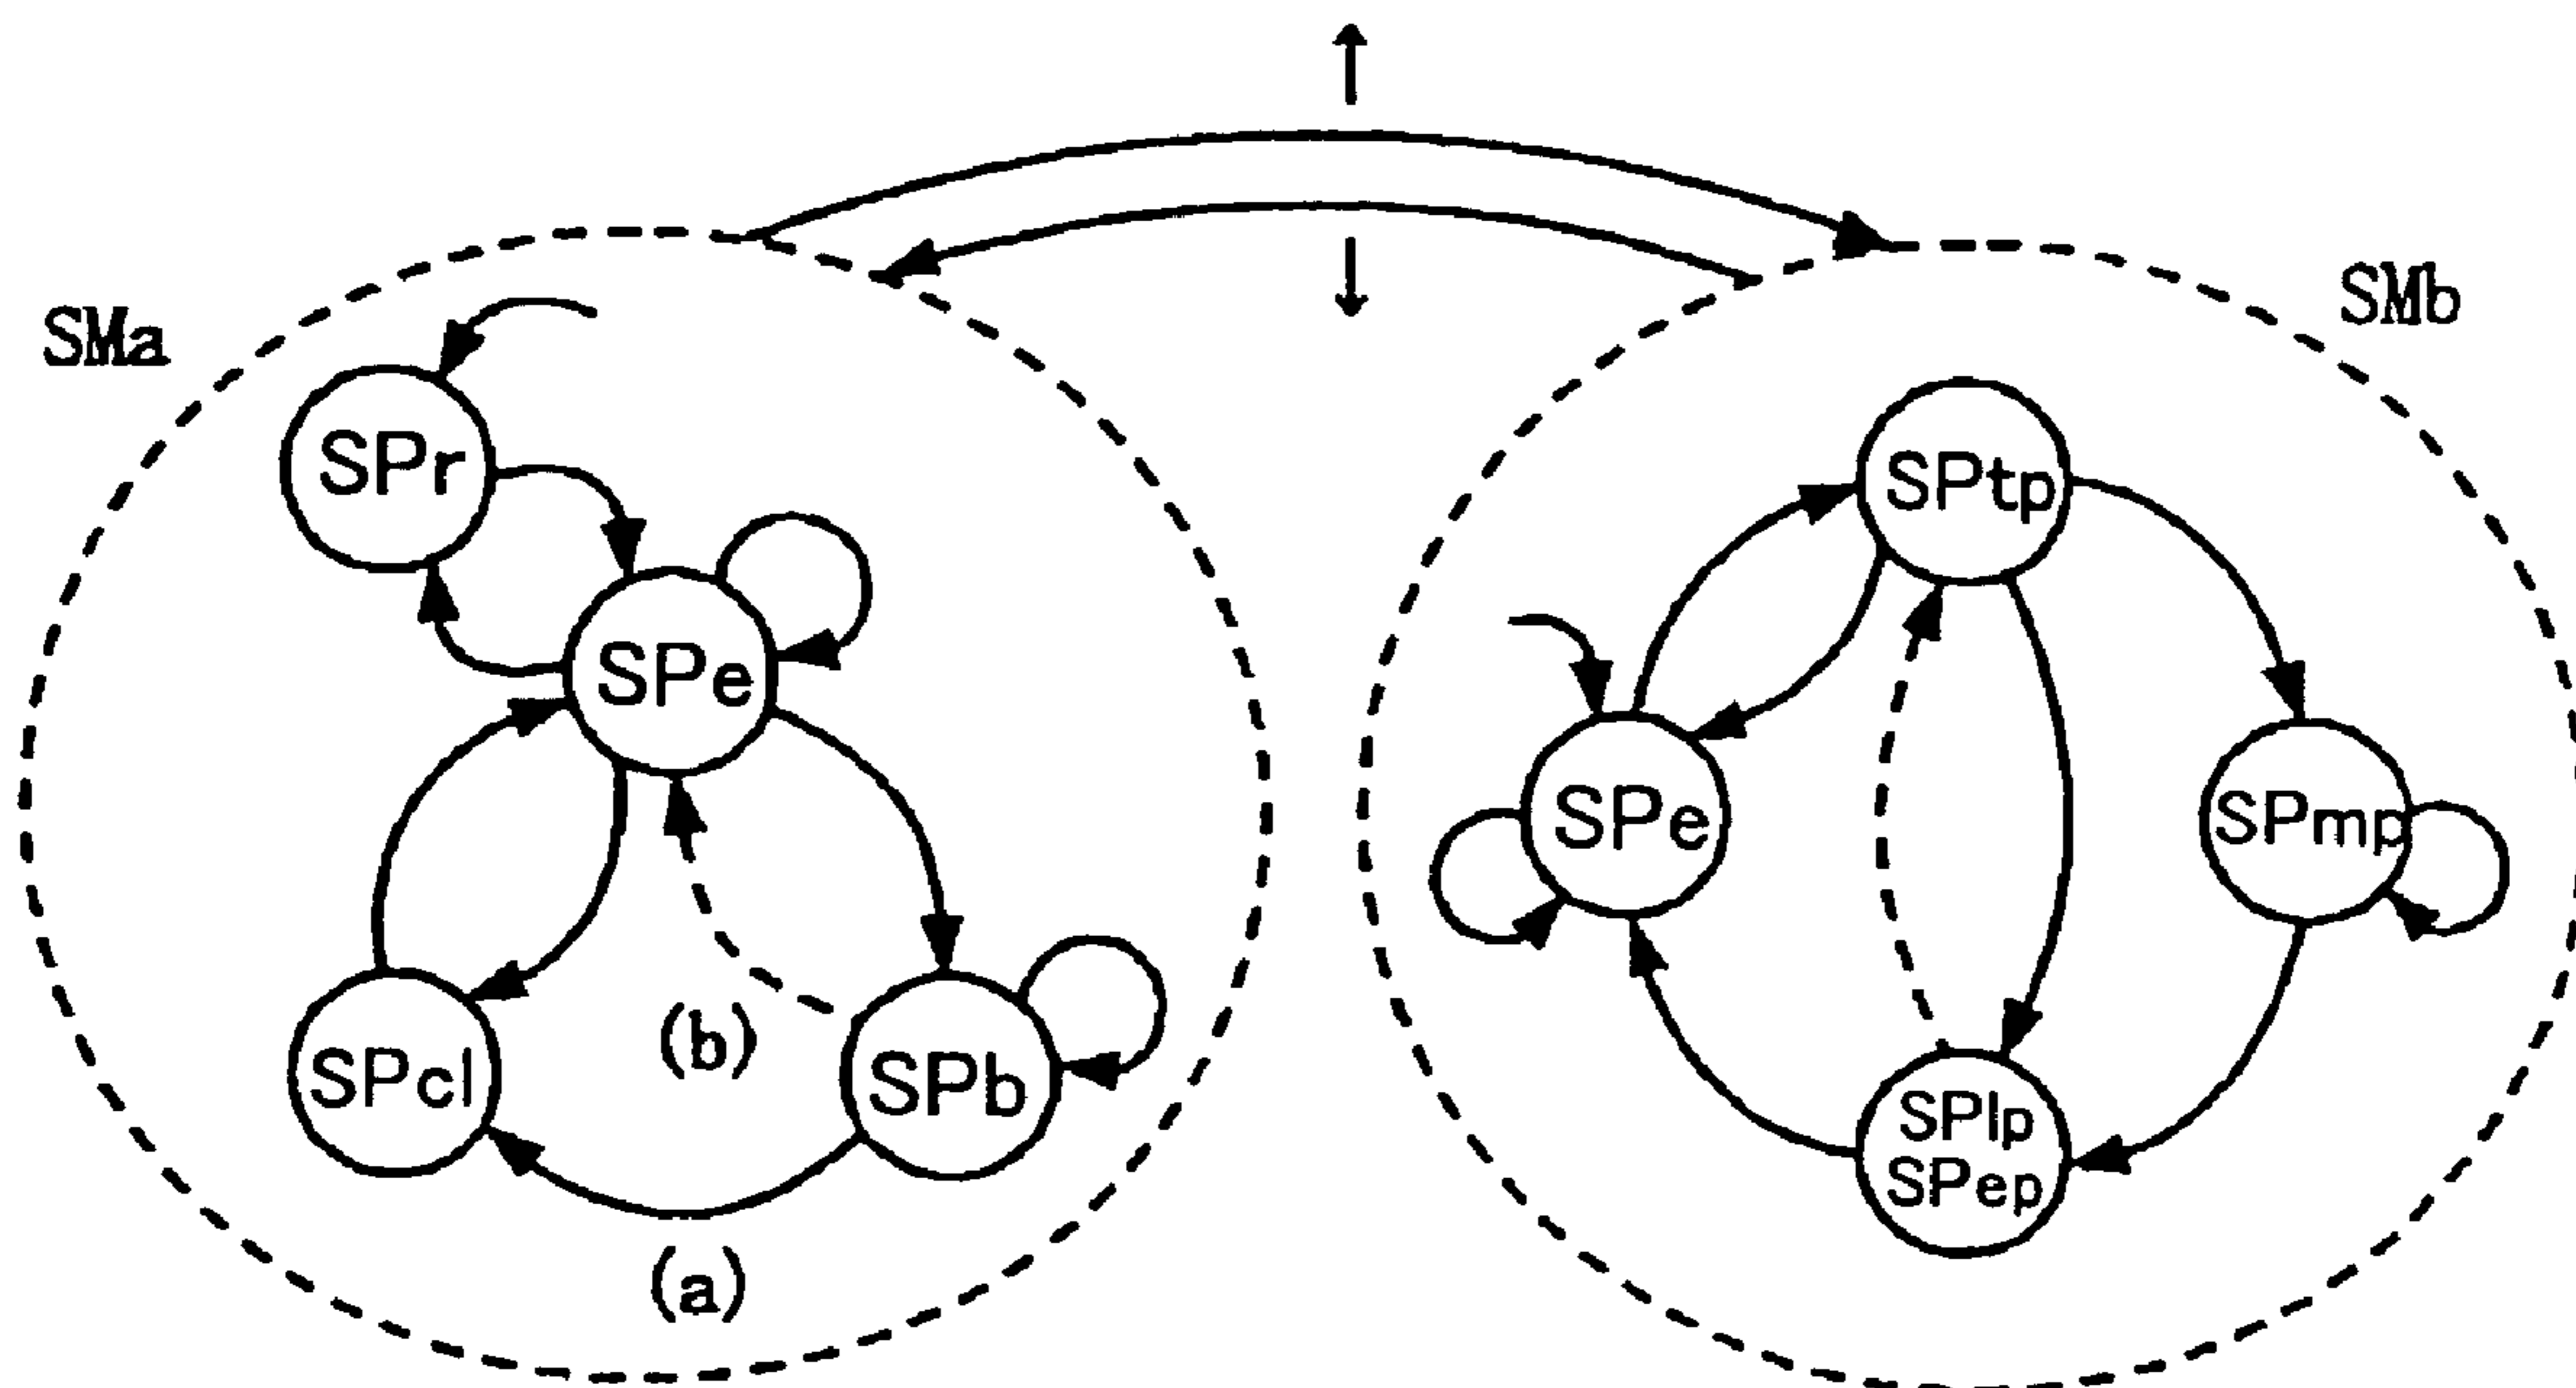 ↑
↓
SMa
SPr
SPe
SPcl
SPb
(b)
(a)
SMb
SPtp
SPe
SPmp
SPlp
SPep